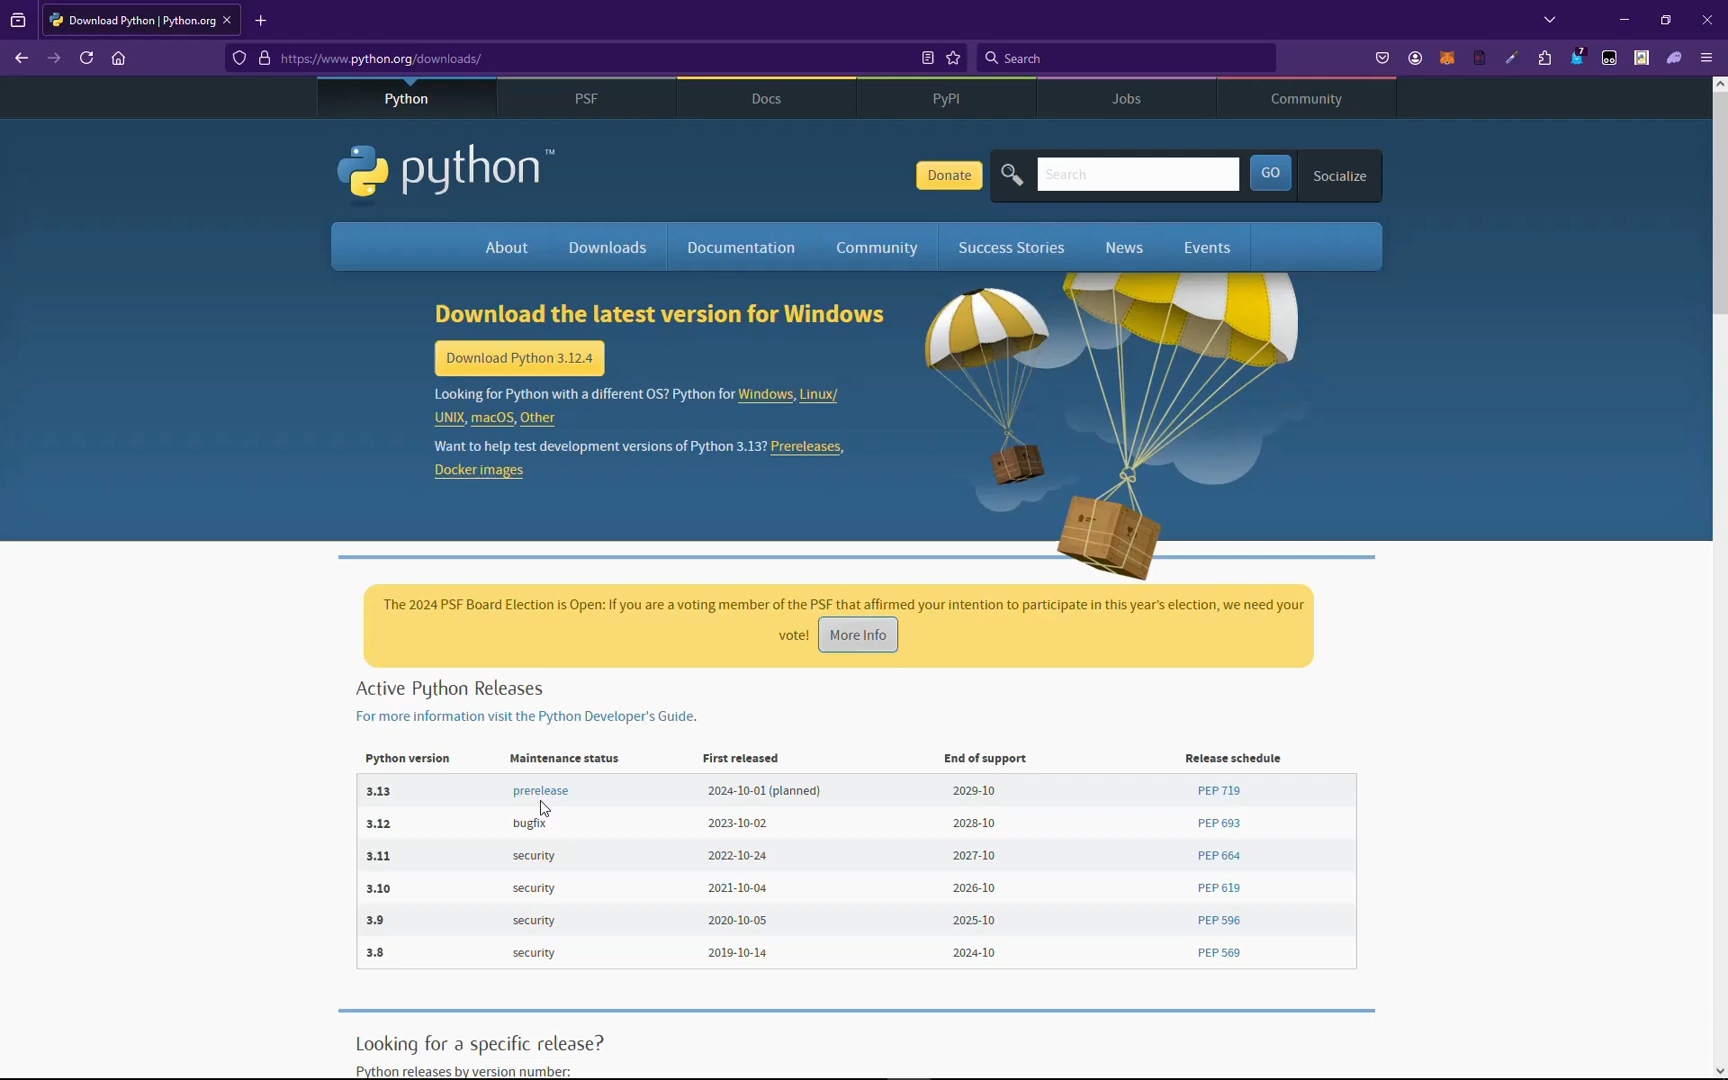 Download Python | Python.org
https://www.python.org/downloads/
Search
7
Python
PSF
Docs
PyPI
Jobs
Community
python™
Donate
Search
GO
Socialize
About
Downloads
Documentation
Community
Success Stories
News
Events
Download the latest version for Windows
Download Python 3.12.4
Looking for Python with a different OS? Python for Windows, Linux/
UNIX, macOS, Other
Want to help test development versions of Python 3.13? Prereleases,
Docker images
The 2024 PSF Board Election is Open: If you are a voting member of the PSF that affirmed your intention to participate in this year's election, we need your
vote! More Info
Active Python Releases
For more information visit the Python Developer's Guide.
Python version Maintenance status First released End of support Release schedule
3.13 prerelease 2024-10-01 (planned) 2029-10 PEP 719
3.12 bugfix 2023-10-02 2028-10 PEP 693
3.11 security 2022-10-24 2027-10 PEP 664
3.10 security 2021-10-04 2026-10 PEP 619
3.9 security 2020-10-05 2025-10 PEP 596
3.8 security 2019-10-14 2024-10 PEP 569
Looking for a specific release?
Python releases by version number: